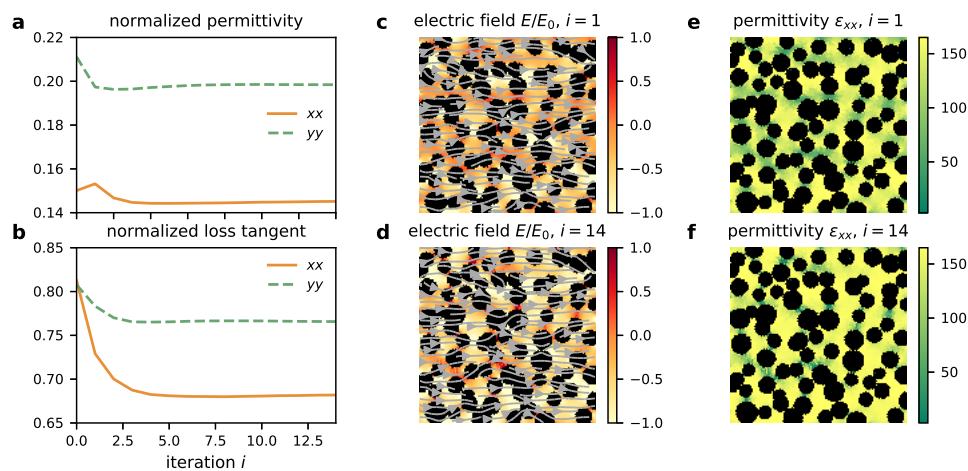 a
normalized permittivity
0.22
0.20
0.18
0.16
0.14
xx
yy
b
normalized loss tangent
0.85
0.80
0.75
0.70
0.65
xx
yy
0.0 2.5 5.0 7.5 10.0 12.5
iteration i
c
electric field E/E₀, i = 1
1.0
0.5
0.0
−0.5
−1.0
d
electric field E/E₀, i = 14
1.0
0.5
0.0
−0.5
−1.0
e
permittivity εₓₓ, i = 1
150
100
50
f
permittivity εₓₓ, i = 14
150
100
50